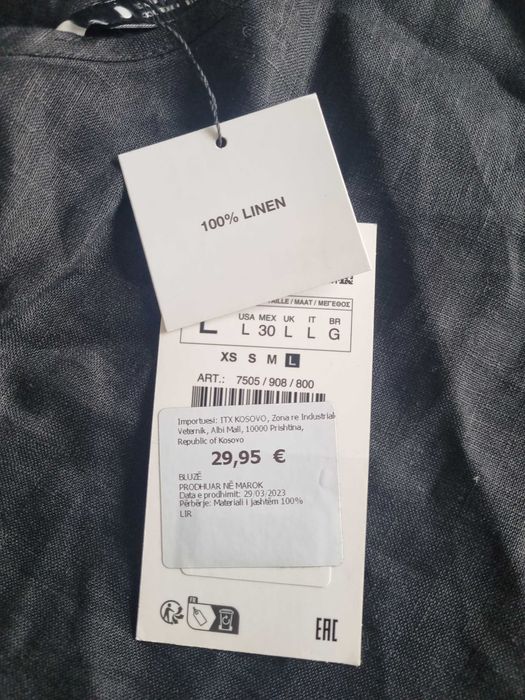 100% LINEN
TAILLE / MAAT / ΜΕΓΕΘΟΣ
USA MEX UK IT BR
L L 30 L L G
XS S M L
ART.: 7505 / 908 / 800
Importuesi: ITX KOSOVO, Zona re Industriale
Veternik, Albi Mall, 10000 Prishtina,
Republic of Kosovo
29,95 €
BLUZË
PRODHUAR NË MAROK
Data e prodhimit: 29/03/2023
Përbërje: Materiali i jashtëm 100%
LIR
FR
EAC